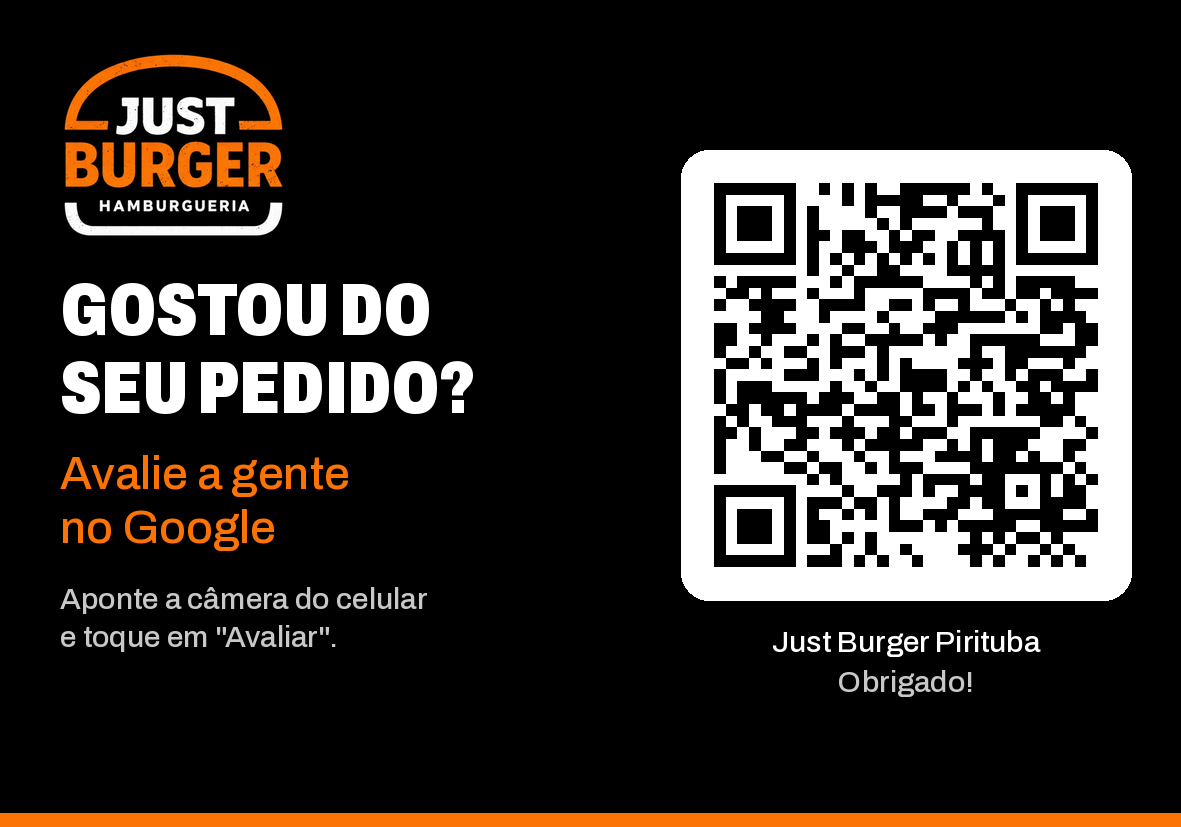 JUST
BURGER
HAMBURGUERIA
GOSTOU DO
SEU PEDIDO?
Avalie a gente
no Google
Aponte a câmera do celular
e toque em "Avaliar".
Just Burger Pirituba
Obrigado!